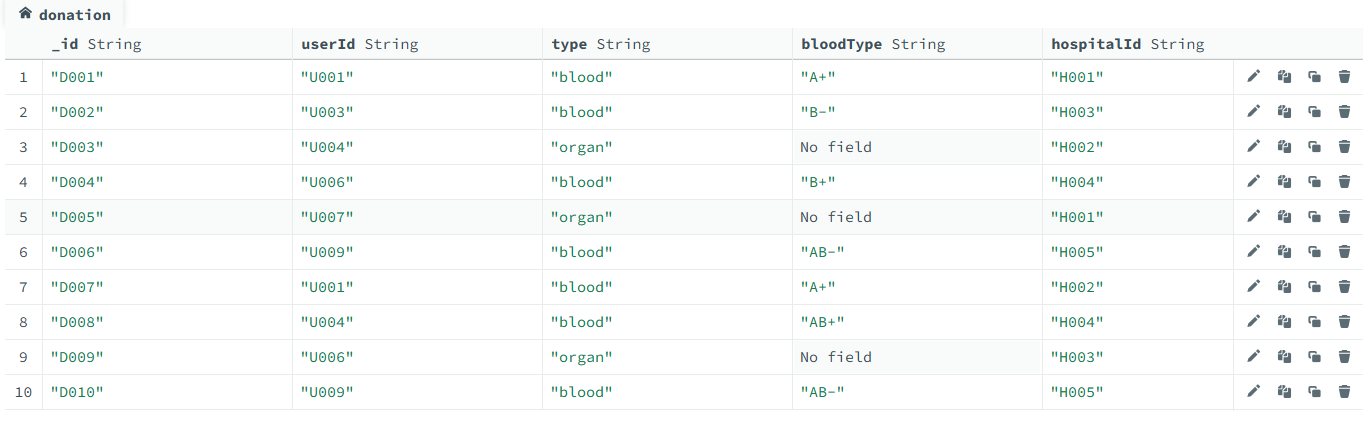 donation
_id String userId String type String bloodType String hospitalId String
1 "D001" "U001" "blood" "A+" "H001"
2 "D002" "U003" "blood" "B-" "H003"
3 "D003" "U004" "organ" No field "H002"
4 "D004" "U006" "blood" "B+" "H004"
5 "D005" "U007" "organ" No field "H001"
6 "D006" "U009" "blood" "AB-" "H005"
7 "D007" "U001" "blood" "A+" "H002"
8 "D008" "U004" "blood" "AB+" "H004"
9 "D009" "U006" "organ" No field "H003"
10 "D010" "U009" "blood" "AB-" "H005"